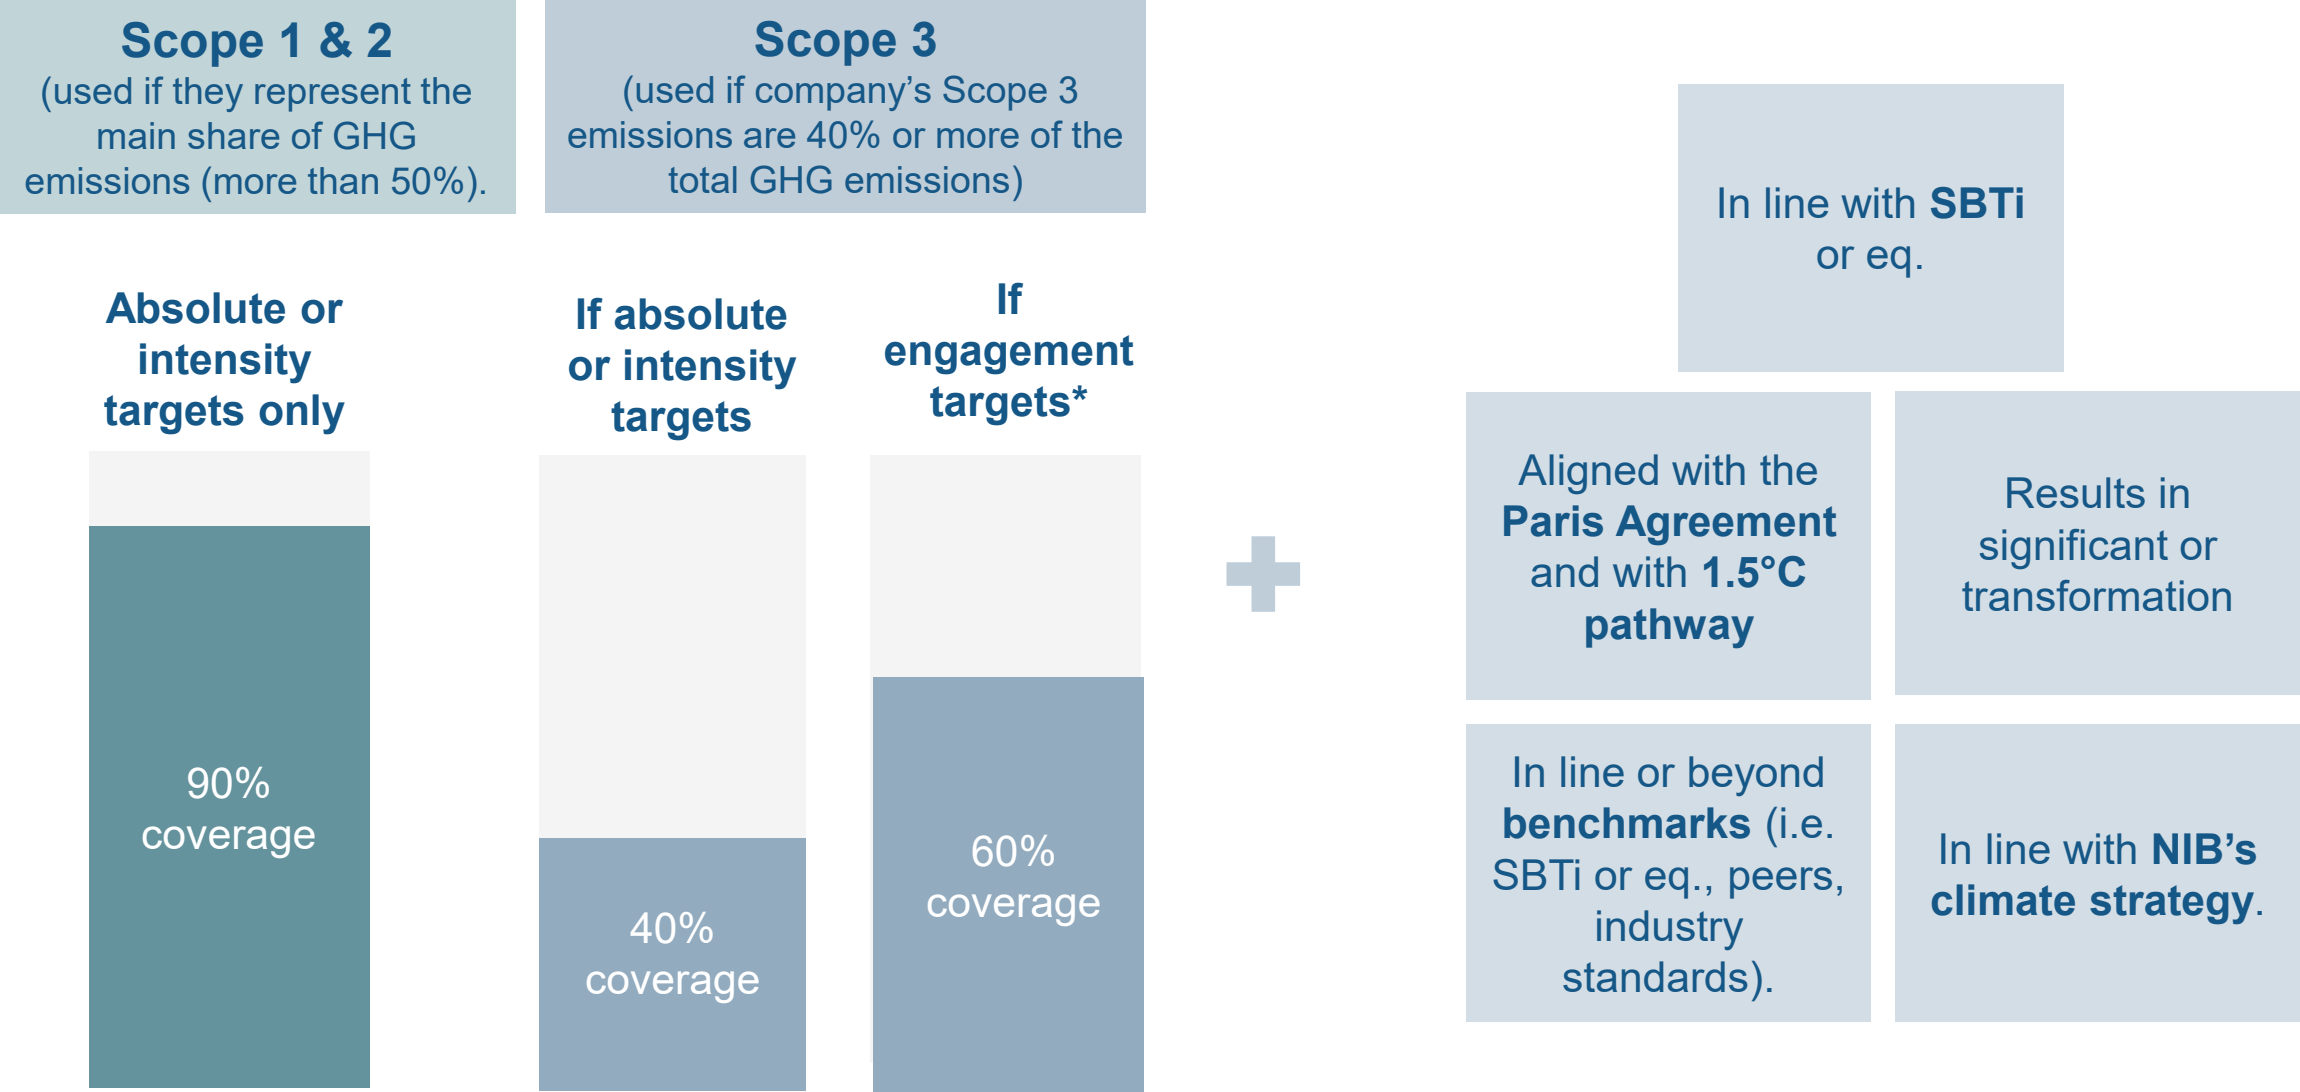 Scope 1 & 2
(used if they represent the
main share of GHG
emissions (more than 50%).
Scope 3
(used if company’s Scope 3
emissions are 40% or more of the
total GHG emissions)
Absolute or
intensity
targets only
90%
coverage
If absolute
or intensity
targets
40%
coverage
If
engagement
targets*
60%
coverage
In line with SBTi
or eq.
Aligned with the
Paris Agreement
and with 1.5°C
pathway
Results in
significant or
transformation
In line or beyond
benchmarks (i.e.
SBTi or eq., peers,
industry
standards).
In line with NIB’s
climate strategy.